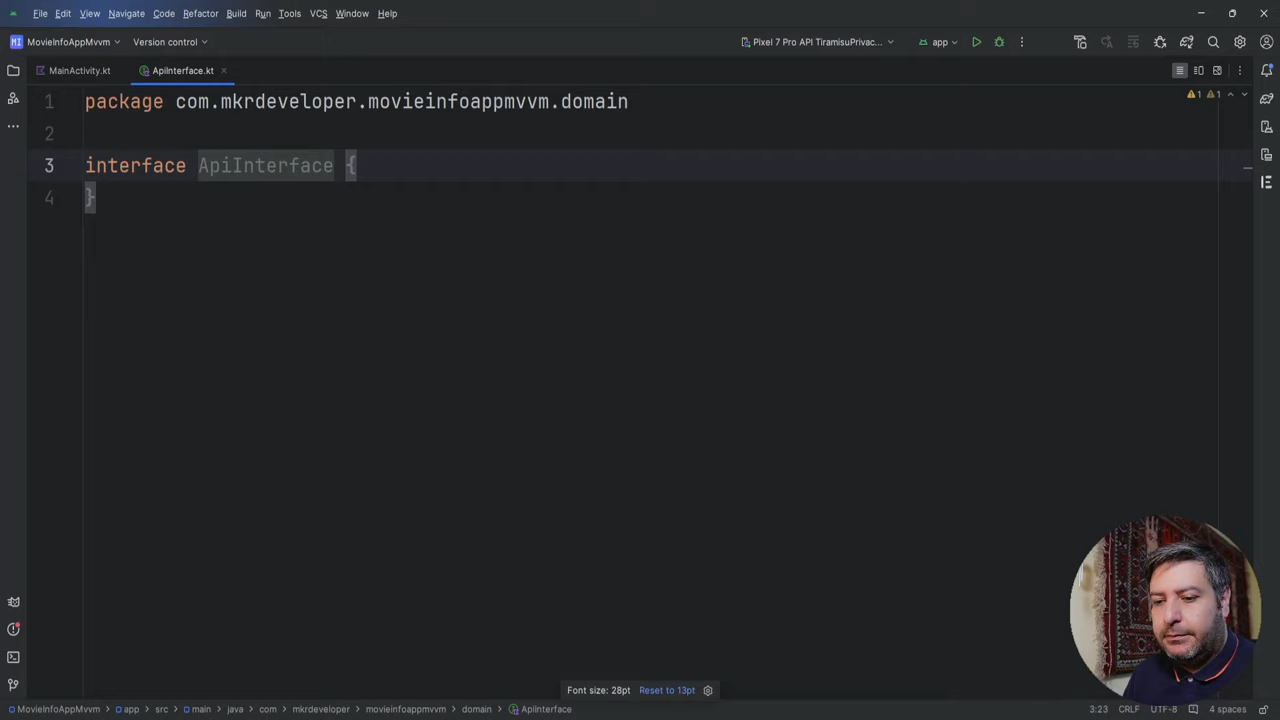 File Edit View Navigate Code Refactor Build Run Tools VCS Window Help
MI MovieInfoAppMvvm Version control Pixel 7 Pro API TiramisuPrivac... app
MainActivity.kt ApiInterface.kt
1 package com.mkrdeveloper.movieinfoappmvvm.domain
1 1
2
3 interface ApiInterface {
4 }
Font size: 28pt Reset to 13pt
MovieInfoAppMvvm app src main java com mkrdeveloper movieinfoappmvvm domain ApiInterface 3:23 CRLF UTF-8 4 spaces